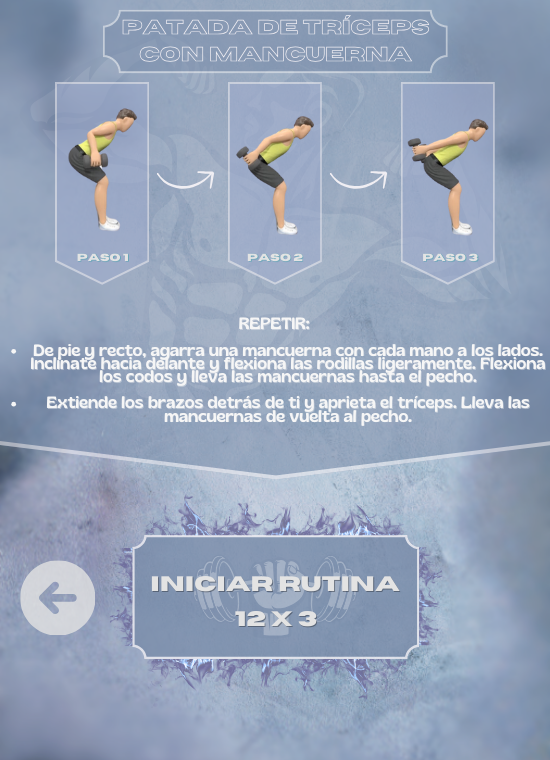 PATADA DE TRÍCEPS
CON MANCUERNA
PASO 1
PASO 2
PASO 3
REPETIR:
• De pie y recto, agarra una mancuerna con cada mano a los lados.
Inclínate hacia delante y flexiona las rodillas ligeramente. Flexiona
los codos y lleva las mancuernas hasta el pecho.
• Extiende los brazos detrás de ti y aprieta el tríceps. Lleva las
mancuernas de vuelta al pecho.
INICIAR RUTINA
12 X 3